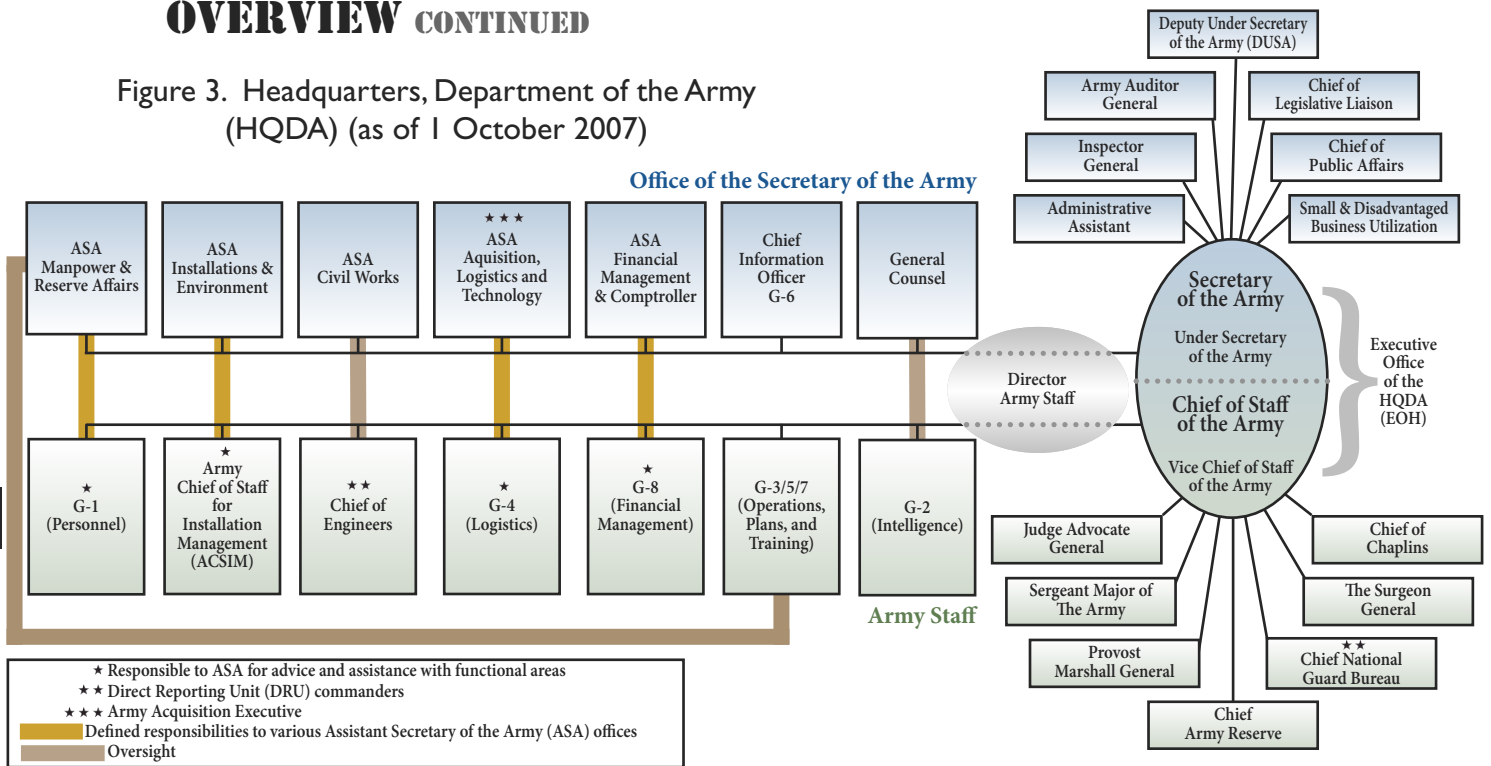 OVERVIEW CONTINUED
Figure 3. Headquarters, Department of the Army
(HQDA) (as of 1 October 2007)
Office of the Secretary of the Army
ASA
Manpower &
Reserve Affairs
ASA
Installations &
Environment
ASA
Civil Works
★ ★ ★
ASA
Aquisition,
Logistics and
Technology
ASA
Financial
Management
& Comptroller
Chief
Information
Officer
G-6
General
Counsel
★
G-1
(Personnel)
★
Army
Chief of Staff
for
Installation
Management
(ACSIM)
★ ★
Chief of
Engineers
★
G-4
(Logistics)
★
G-8
(Financial
Management)
G-3/5/7
(Operations,
Plans, and
Training)
G-2
(Intelligence)
Army Staff
Director
Army Staff
Deputy Under Secretary
of the Army (DUSA)
Army Auditor
General
Chief of
Legislative Liaison
Inspector
General
Chief of
Public Affairs
Administrative
Assistant
Small & Disadvantaged
Business Utilization
Secretary
of the Army
Under Secretary
of the Army
Chief of Staff
of the Army
Vice Chief of Staff
of the Army
Executive
Office
of the
HQDA
(EOH)
Judge Advocate
General
Chief of
Chaplins
Sergeant Major of
The Army
The Surgeon
General
Provost
Marshall General
★ ★
Chief National
Guard Bureau
Chief
Army Reserve
★ Responsible to ASA for advice and assistance with functional areas
★ ★ Direct Reporting Unit (DRU) commanders
★ ★ ★ Army Acquisition Executive
Defined responsibilities to various Assistant Secretary of the Army (ASA) offices
Oversight